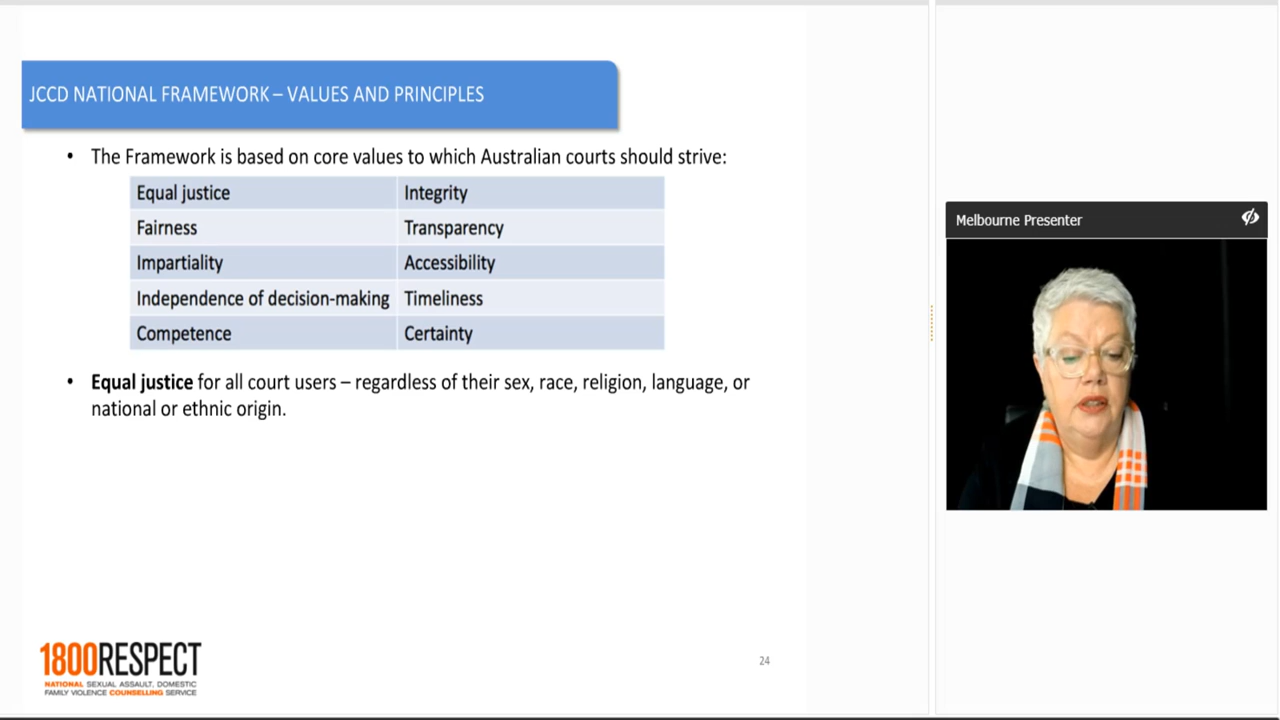 JCCD NATIONAL FRAMEWORK – VALUES AND PRINCIPLES
• The Framework is based on core values to which Australian courts should strive:
Equal justice Integrity
Fairness Transparency
Impartiality Accessibility
Independence of decision-making Timeliness
Competence Certainty
• Equal justice for all court users – regardless of their sex, race, religion, language, or
national or ethnic origin.
1800RESPECT
NATIONAL SEXUAL ASSAULT, DOMESTIC
FAMILY VIOLENCE COUNSELLING SERVICE
24
Melbourne Presenter